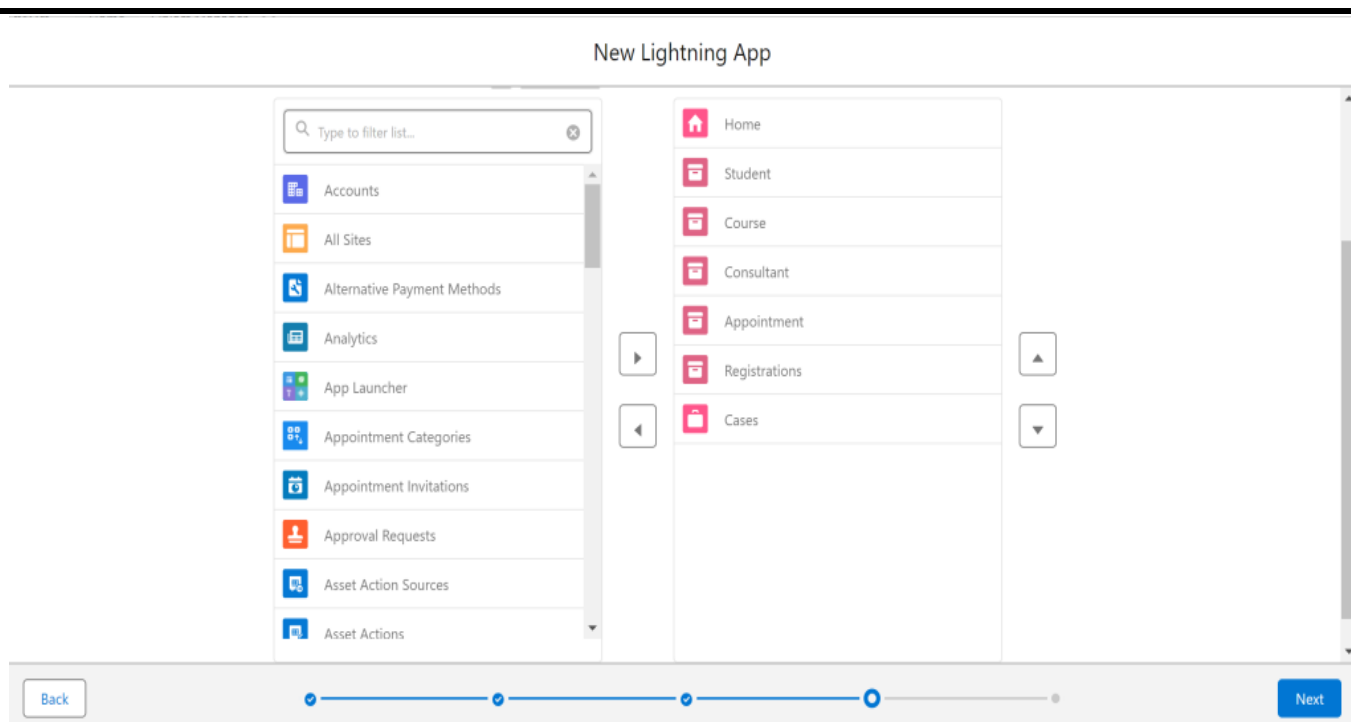 New Lightning App
Type to filter list...
Accounts
All Sites
Alternative Payment Methods
Analytics
App Launcher
Appointment Categories
Appointment Invitations
Approval Requests
Asset Action Sources
Asset Actions
Home
Student
Course
Consultant
Appointment
Registrations
Cases
Back
Next